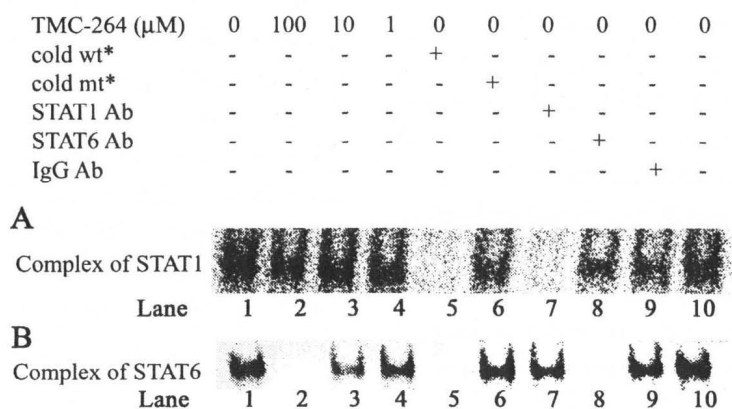 TMC-264 (μM) 0 100 10 1 0 0 0 0 0 0
cold wt* - - - - + - - - - -
cold mt* - - - - - + - - - -
STAT1 Ab - - - - - - + - - -
STAT6 Ab - - - - - - - + - -
IgG Ab - - - - - - - - + -
A
Complex of STAT1
Lane 1 2 3 4 5 6 7 8 9 10
B
Complex of STAT6
Lane 1 2 3 4 5 6 7 8 9 10